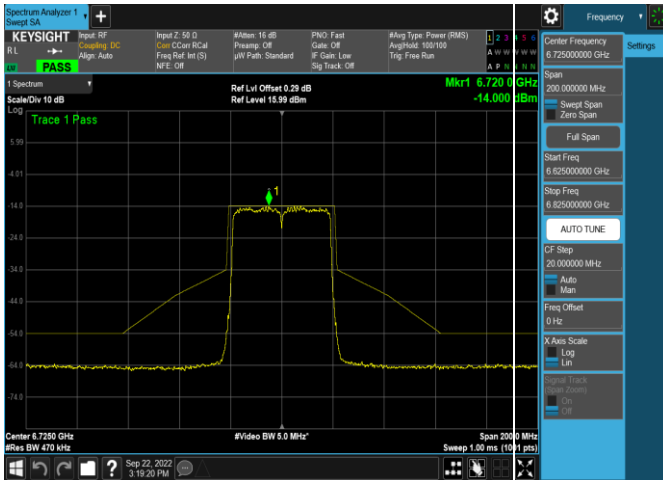 Spectrum Analyzer 1
Swept SA
+
Frequency
KEYSIGHT
Input: RF
Input Z: 50 Ω
#Atten: 16 dB
PNO: Fast
#Avg Type: Power (RMS)
1 2 3 4 5 6
R L
Coupling: DC
Corr CCorr RCal
Preamp: Off
Gate: Off
Avg|Hold: 100/100
A W W W W W
Align: Auto
Freq Ref: Int (S)
µW Path: Standard
IF Gain: Low
Trig: Free Run
NFE: Off
Sig Track: Off
A P N N N N
PASS
1 Spectrum
Ref Lvl Offset 0.29 dB
Mkr1 6.720 0 GHz
Scale/Div 10 dB
Ref Level 15.99 dBm
-14.000 dBm
Log
Trace 1 Pass
5.99
-4.01
1
-14.0
-24.0
-34.0
-44.0
-54.0
-64.0
-74.0
Center 6.7250 GHz
#Video BW 5.0 MHz*
Span 200.0 MHz
#Res BW 470 kHz
Sweep 1.00 ms (1001 pts)
Sep 22, 2022
3:19:20 PM
?
Center Frequency
6.725000000 GHz
Settings
Span
200.000000 MHz
Swept Span
Zero Span
Full Span
Start Freq
6.625000000 GHz
Stop Freq
6.825000000 GHz
AUTO TUNE
CF Step
20.000000 MHz
Auto
Man
Freq Offset
0 Hz
X Axis Scale
Log
Lin
Signal Track
(Span Zoom)
On
Off